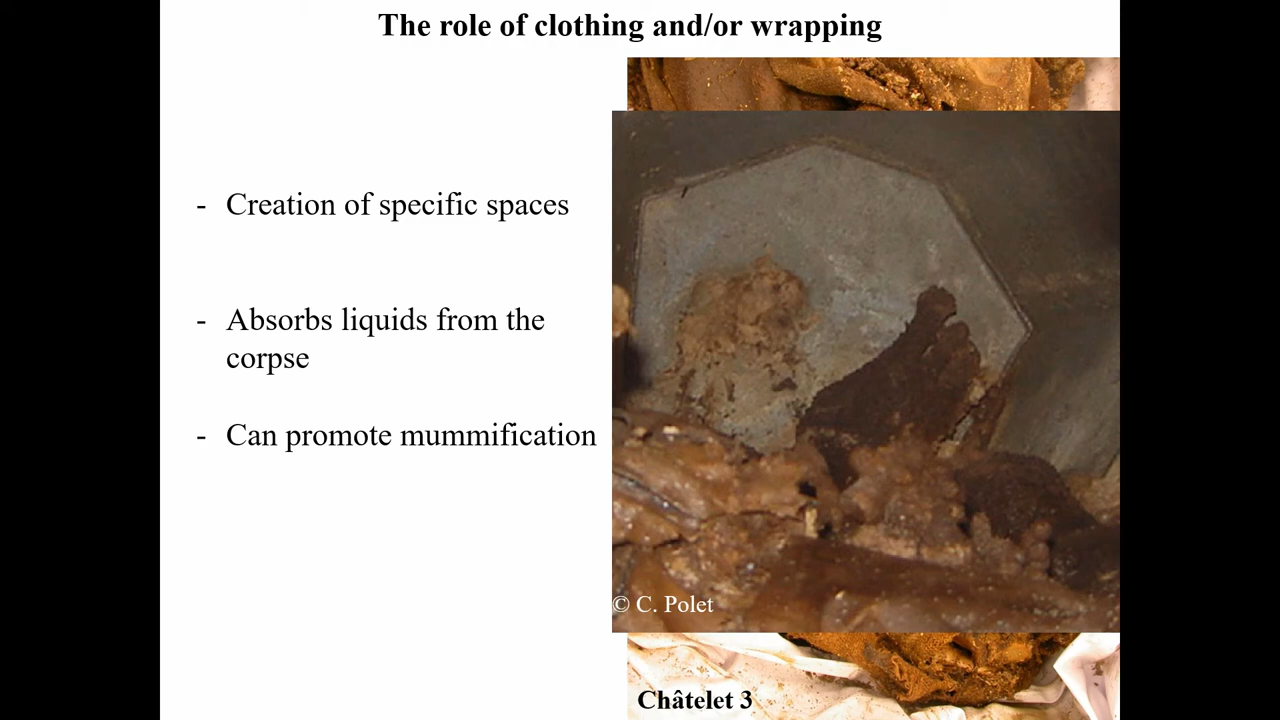 The role of clothing and/or wrapping
- Creation of specific spaces
- Absorbs liquids from the
corpse
- Can promote mummification
© C. Polet
Châtelet 3